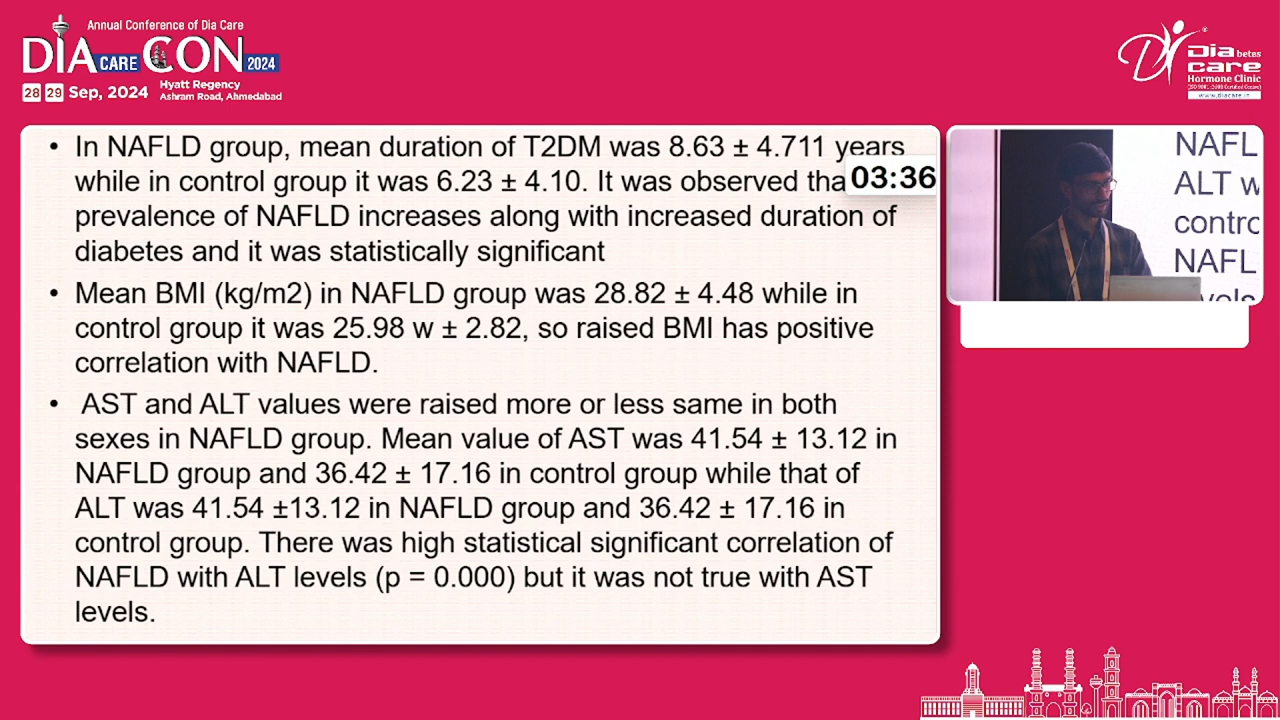 Annual Conference of Dia Care
DIA CARE CON 2024
28 29 Sep, 2024
Hyatt Regency
Ashram Road, Ahmedabad
Diabetes
care
Hormone Clinic
www.diacare.in
• In NAFLD group, mean duration of T2DM was 8.63 ± 4.711 years
while in control group it was 6.23 ± 4.10. It was observed tha
03:36
prevalence of NAFLD increases along with increased duration of
diabetes and it was statistically significant
• Mean BMI (kg/m2) in NAFLD group was 28.82 ± 4.48 while in
control group it was 25.98 w ± 2.82, so raised BMI has positive
correlation with NAFLD.
• AST and ALT values were raised more or less same in both
sexes in NAFLD group. Mean value of AST was 41.54 ± 13.12 in
NAFLD group and 36.42 ± 17.16 in control group while that of
ALT was 41.54 ±13.12 in NAFLD group and 36.42 ± 17.16 in
control group. There was high statistical significant correlation of
NAFLD with ALT levels (p = 0.000) but it was not true with AST
levels.
NAFL
ALT w
contro
NAFL